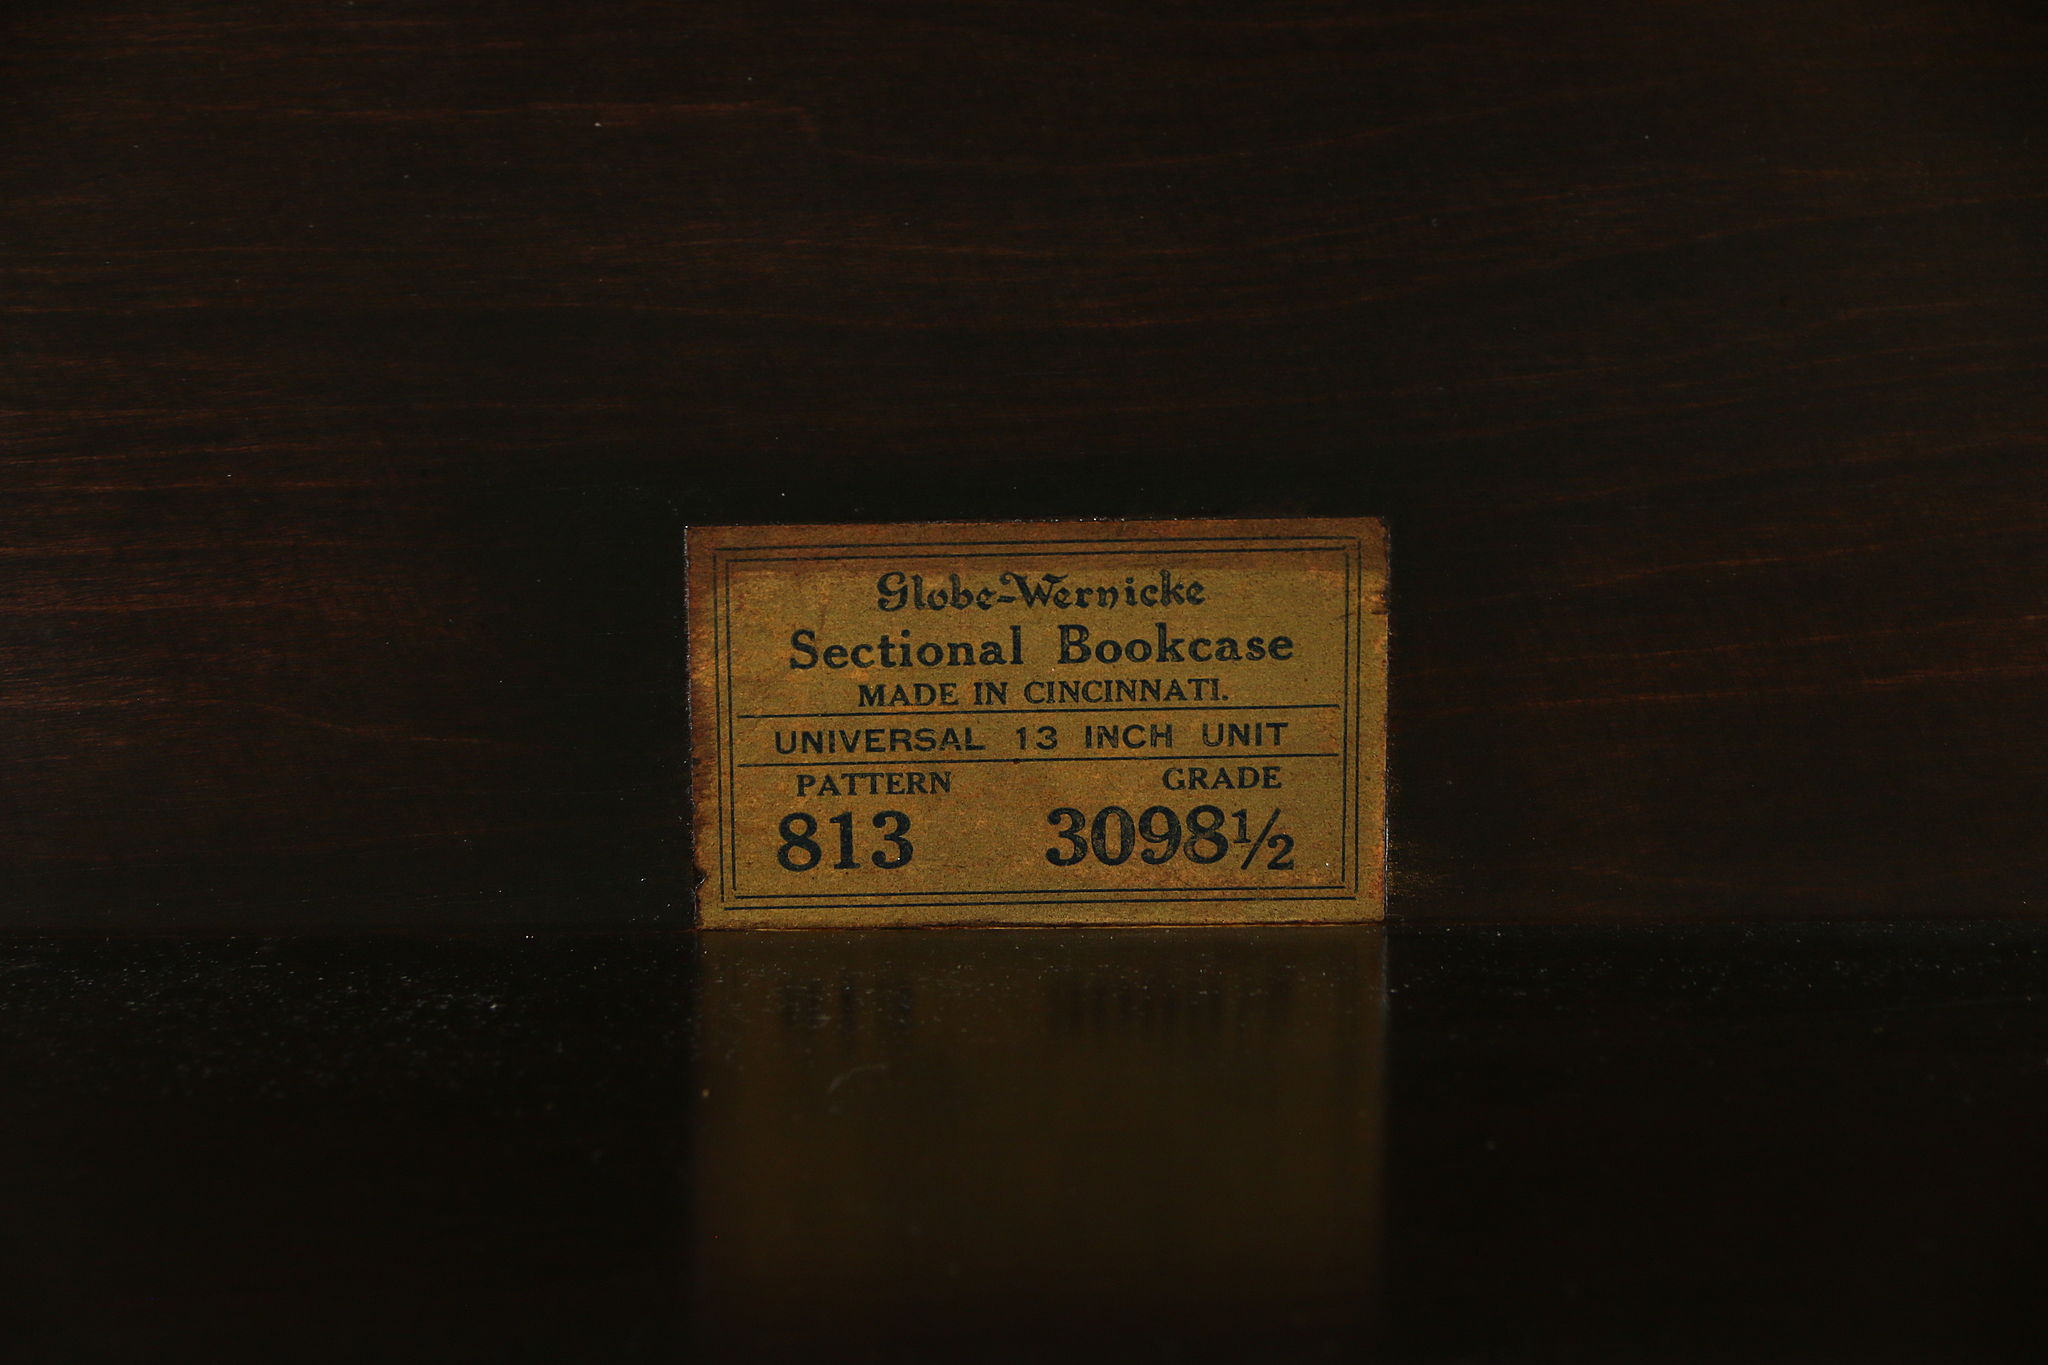 Globe-Wernicke
Sectional Bookcase
MADE IN CINCINNATI.
UNIVERSAL 13 INCH UNIT
PATTERN GRADE
813 3098½